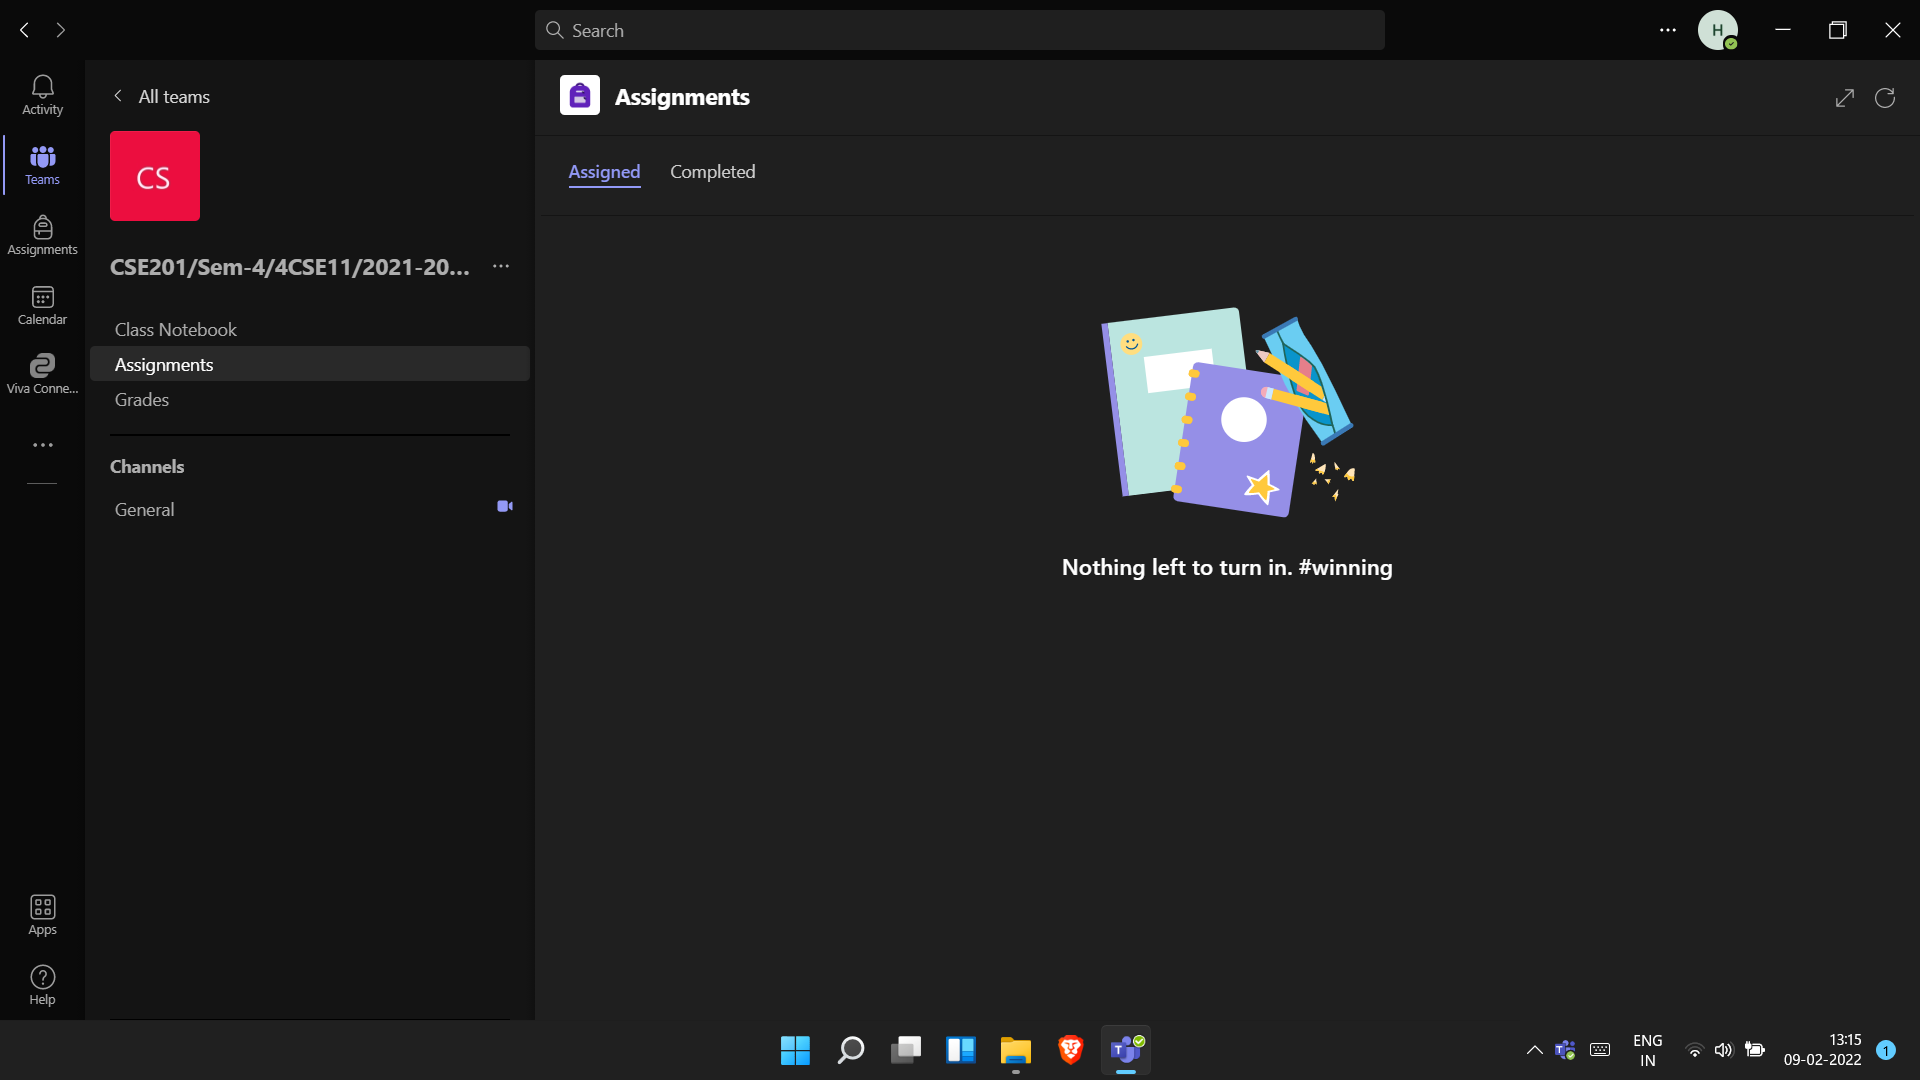 Search
H
Activity
Teams
Assignments
Calendar
Viva Conne...
Apps
Help
All teams
CS
CSE201/Sem-4/4CSE11/2021-20...
Class Notebook
Assignments
Grades
Channels
General
Assignments
Assigned Completed
Nothing left to turn in. #winning
T
T
ENG
IN
13:15
09-02-2022
1